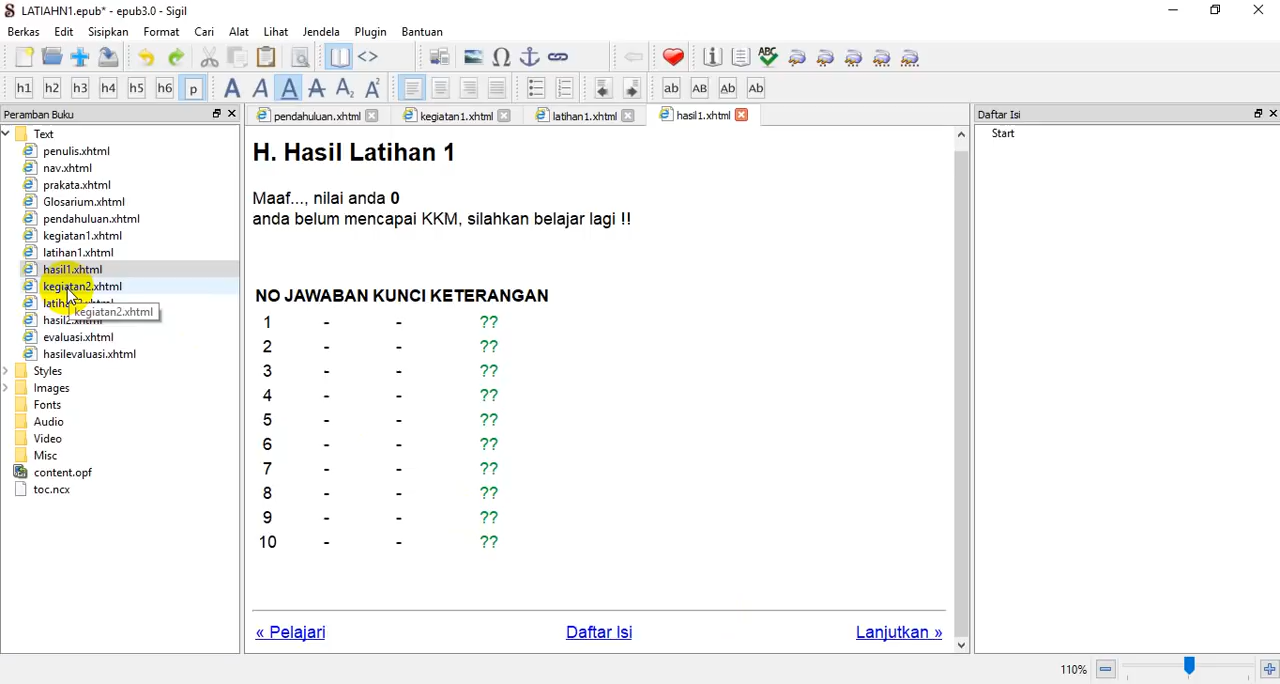 LATIAHN1.epub* - epub3.0 - Sigil
Berkas Edit Sisipkan Format Cari Alat Lihat Jendela Plugin Bantuan
h1 h2 h3 h4 h5 h6 p A A A A A₂ A² ab AB Ab Ab
Peramban Buku
pendahuluan.xhtml kegiatan1.xhtml latihan1.xhtml hasil1.xhtml
Daftar Isi
Text
penulis.xhtml
nav.xhtml
prakata.xhtml
Glosarium.xhtml
pendahuluan.xhtml
kegiatan1.xhtml
latihan1.xhtml
hasil1.xhtml
kegiatan2.xhtml
kegiatan2.xhtml
hasil2.xhtml
evaluasi.xhtml
hasilevaluasi.xhtml
Styles
Images
Fonts
Audio
Video
Misc
content.opf
toc.ncx
H. Hasil Latihan 1
Maaf..., nilai anda 0
anda belum mencapai KKM, silahkan belajar lagi !!
NO JAWABAN KUNCI KETERANGAN
1 - - ??
2 - - ??
3 - - ??
4 - - ??
5 - - ??
6 - - ??
7 - - ??
8 - - ??
9 - - ??
10 - - ??
« Pelajari Daftar Isi Lanjutkan »
Start
110%